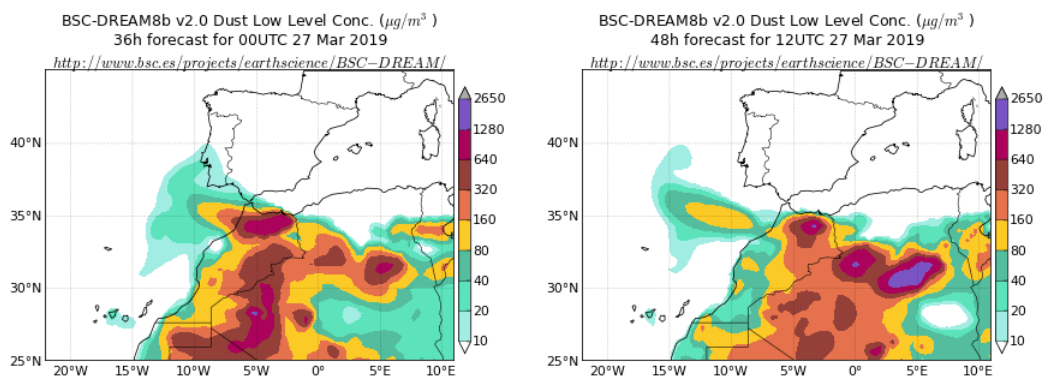 BSC-DREAM8b v2.0 Dust Low Level Conc. (μg/m³ )
36h forecast for 00UTC 27 Mar 2019
http://www.bsc.es/projects/earthscience/BSC−DREAM/
40°N
35°N
30°N
25°N
20°W
15°W
10°W
5°W
0°
5°E
10°E
2650
1280
640
320
160
80
40
20
10
BSC-DREAM8b v2.0 Dust Low Level Conc. (μg/m³ )
48h forecast for 12UTC 27 Mar 2019
http://www.bsc.es/projects/earthscience/BSC−DREAM/
40°N
35°N
30°N
25°N
20°W
15°W
10°W
5°W
0°
5°E
10°E
2650
1280
640
320
160
80
40
20
10